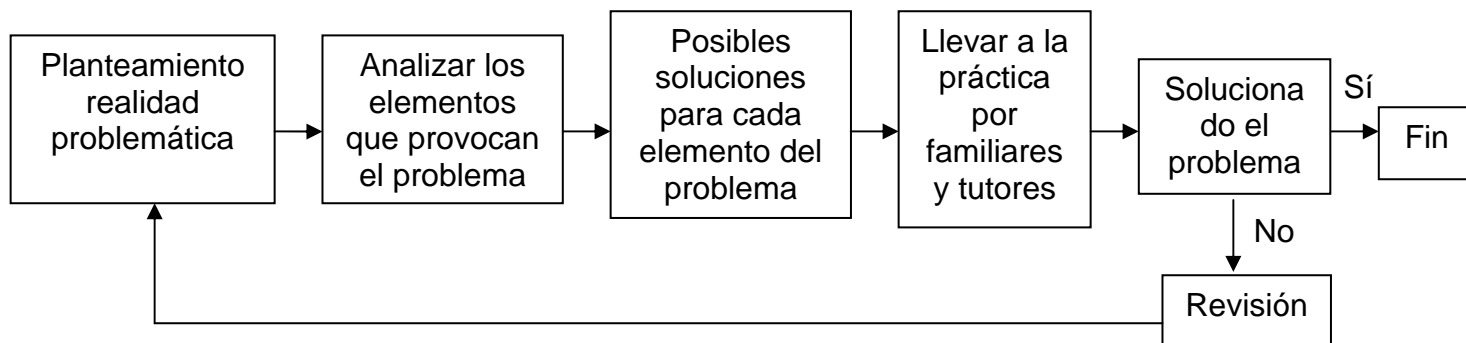 Planteamiento
realidad
problemática
Analizar los
elementos
que provocan
el problema
Posibles
soluciones
para cada
elemento del
problema
Llevar a la
práctica
por
familiares
y tutores
Soluciona
do el
problema
Sí
Fin
No
Revisión